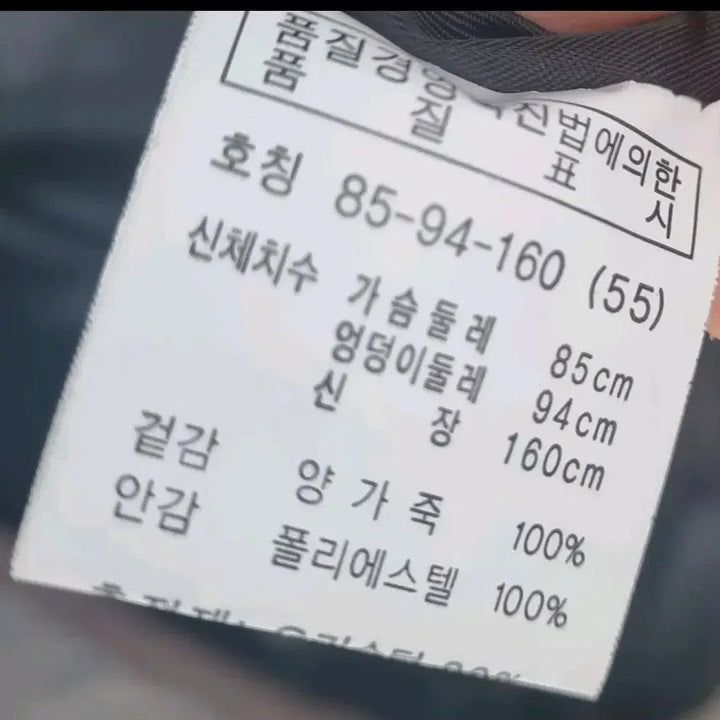 품질경영촉진법에의한
품 질 표 시
호칭 85-94-160 (55)
신체치수 가슴둘레 85cm
엉덩이둘레 94cm
신 장 160cm
겉감 양가죽 100%
안감 폴리에스텔 100%